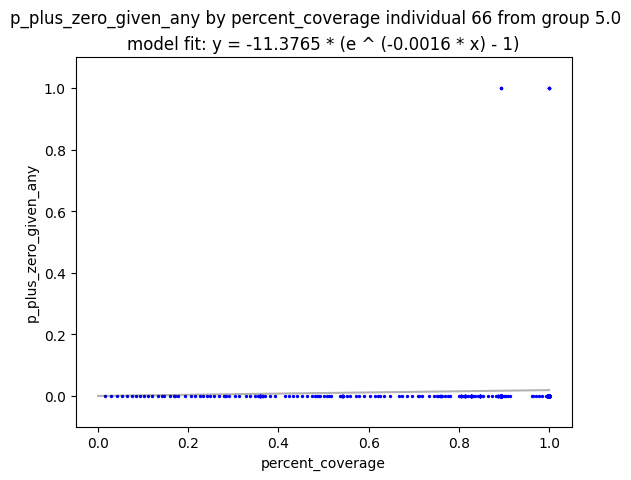 p_plus_zero_given_any by percent_coverage individual 66 from group 5.0
model fit: y = -11.3765 * (e ^ (-0.0016 * x) - 1)
1.0
0.8
0.6
0.4
0.2
0.0
p_plus_zero_given_any
0.0 0.2 0.4 0.6 0.8 1.0
percent_coverage